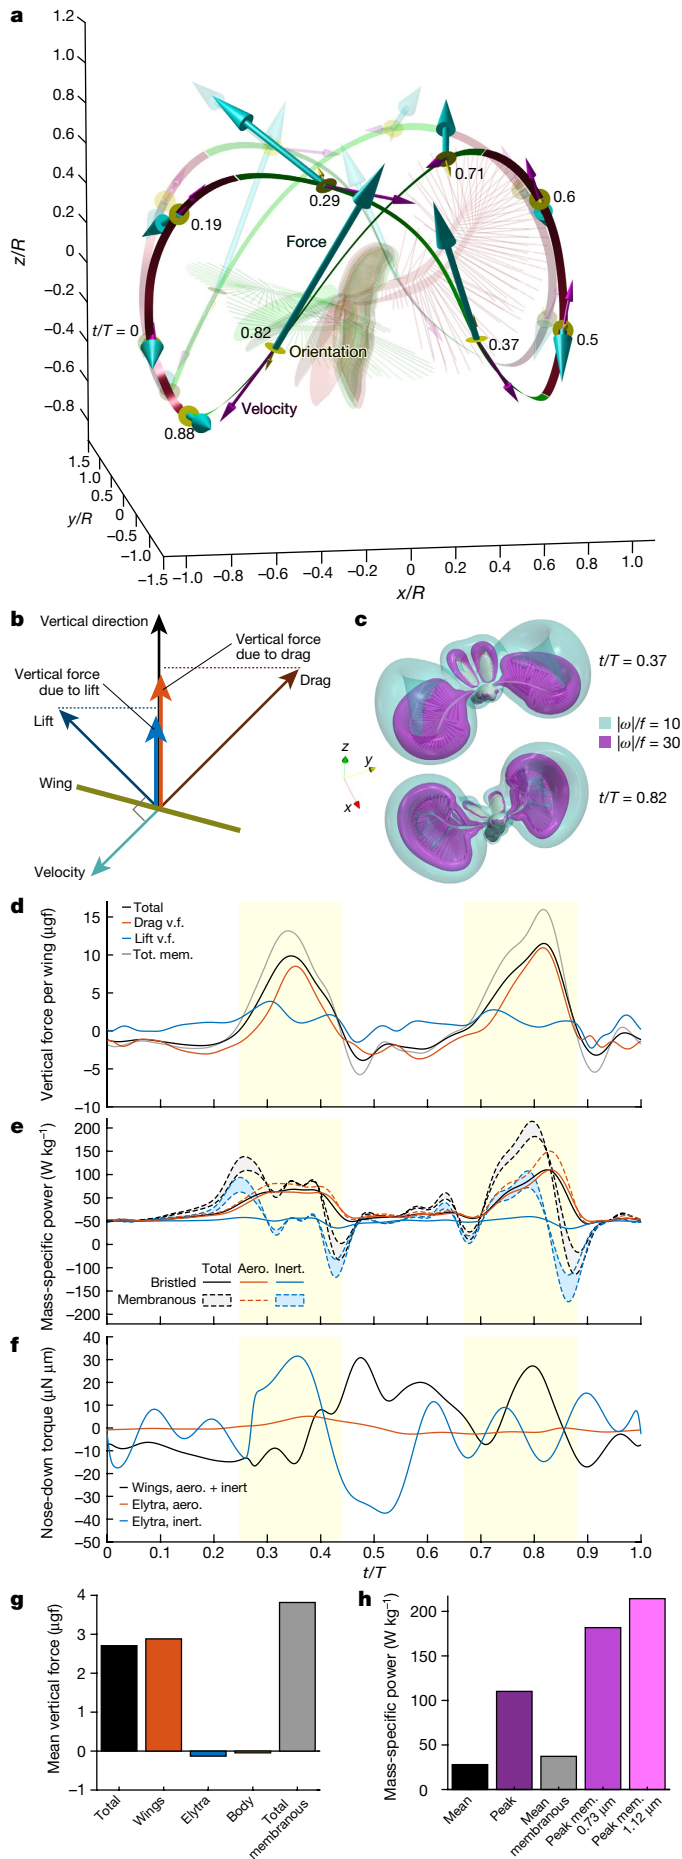 a
1.2
1.0
0.8
0.6
0.4
0.2
0
−0.2
−0.4
−0.6
−0.8
z/R
0.71
0.6
0.29
0.19
Force
t/T = 0
0.82
Orientation
0.37
0.5
Velocity
0.88
1.5
1.0
0.5
0
−0.5
−1.0
−1.5
y/R
−1.0 −0.8 −0.6 −0.4 −0.2 0 0.2 0.4 0.6 0.8 1.0
x/R
b
Vertical direction
Vertical force
due to drag
Vertical force
due to lift
Drag
Lift
Wing
Velocity
c
t/T = 0.37
|ω|/f = 10
|ω|/f = 30
z
y
x
t/T = 0.82
d
Vertical force per wing (µgf)
15
10
5
0
−5
−10
Total
Drag v.f.
Lift v.f.
Tot. mem.
e
Mass-specific power (W kg⁻¹)
200
150
100
50
−50
0
−50
−100
−150
−200
Total Aero. Inert.
Bristled
Membranous
f
Nose-down torque (µN µm)
40
30
20
10
0
−10
−20
−30
−40
−50
Wings, aero. + inert
Elytra, aero.
Elytra, inert.
0 0.1 0.2 0.3 0.4 0.5 0.6 0.7 0.8 0.9 1.0
t/T
g
Mean vertical force (µgf)
4
3
2
1
0
−1
Total
Wings
Elytra
Body
Total
membranous
h
Mass-specific power (W kg⁻¹)
200
150
100
50
0
Mean
Peak
Mean
membranous
Peak mem.
0.73 µm
Peak mem.
1.12 µm